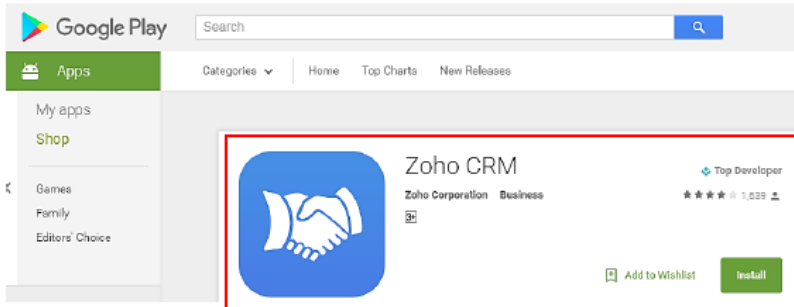 Google Play
Search
Apps
Categories Home Top Charts New Releases
My apps
Shop
Games
Family
Editors' Choice
Zoho CRM
Top Developer
Zoho Corporation Business
1,639
3+
Add to Wishlist
Install